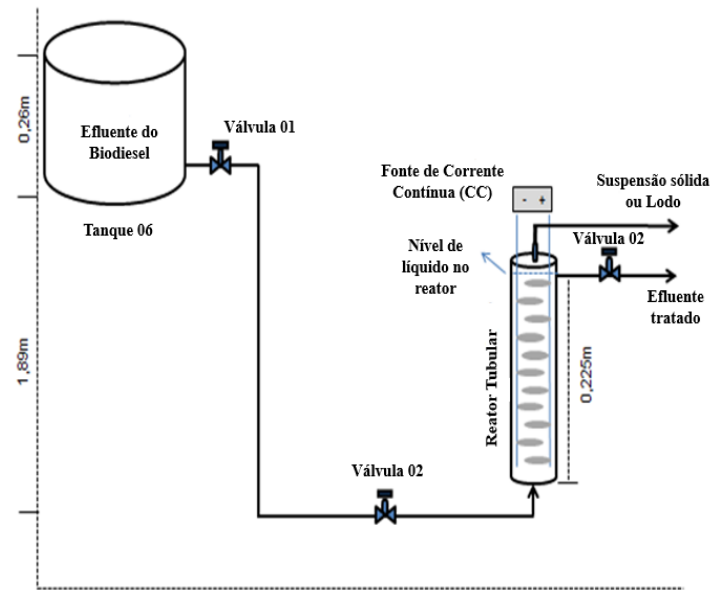 0,26m
Efluente do
Biodiesel
Válvula 01
Tanque 06
Fonte de Corrente
Contínua (CC)
- +
Suspensão sólida
ou Lodo
Válvula 02
Nível de
líquido no
reator
Efluente
tratado
1,89m
Reator Tubular
0,225m
Válvula 02